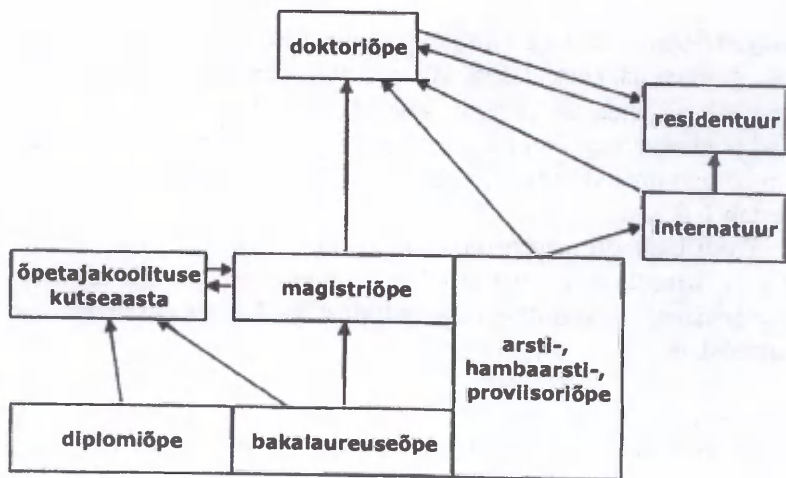 doktoriõpe
residentuur
internatuur
õpetajakoolituse
kutseaasta
magistriõpe
arsti-,
hambaarsti-,
proviisoriõpe
diplomiõpe
bakalaureuseõpe